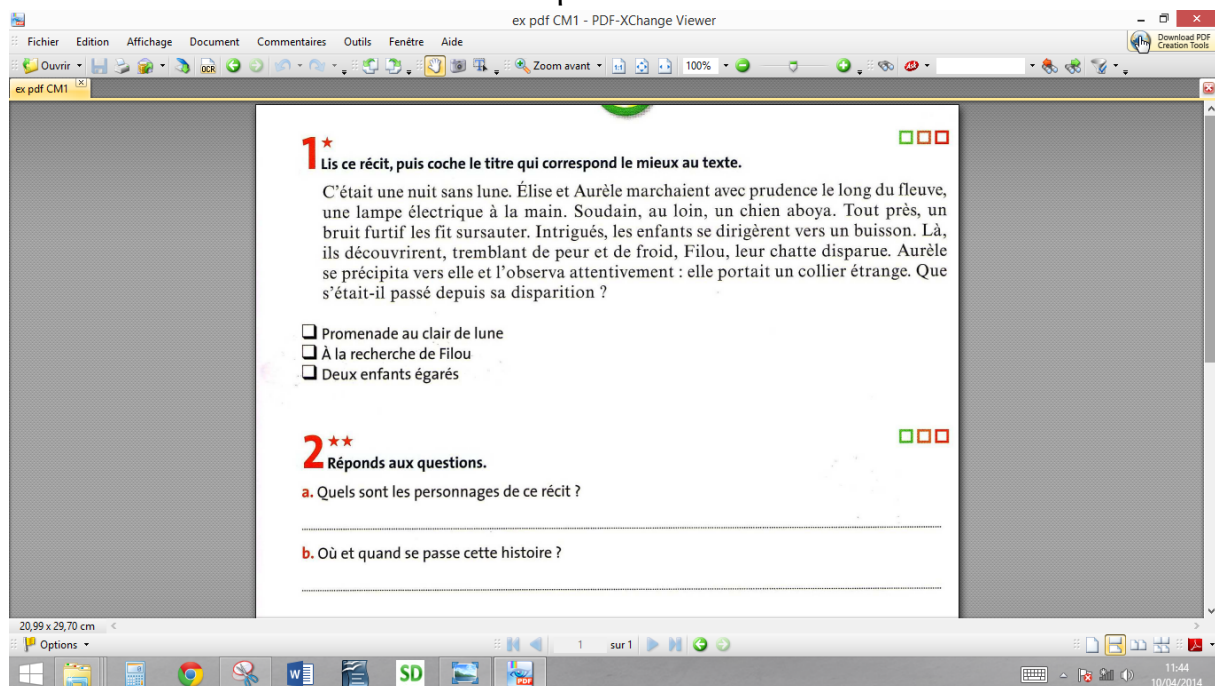 ex pdf CM1 - PDF-XChange Viewer
Fichier Edition Affichage Document Commentaires Outils Fenêtre Aide
Download PDF
Creation Tools
Ouvrir OCR Zoom avant 1:1 100%
ex pdf CM1
1*
Lis ce récit, puis coche le titre qui correspond le mieux au texte.
C'était une nuit sans lune. Élise et Aurèle marchaient avec prudence le long du fleuve,
une lampe électrique à la main. Soudain, au loin, un chien aboya. Tout près, un
bruit furtif les fit sursauter. Intrigués, les enfants se dirigèrent vers un buisson. Là,
ils découvrirent, tremblant de peur et de froid, Filou, leur chatte disparue. Aurèle
se précipita vers elle et l'observa attentivement : elle portait un collier étrange. Que
s'était-il passé depuis sa disparition ?
Promenade au clair de lune
À la recherche de Filou
Deux enfants égarés
2**
Réponds aux questions.
a. Quels sont les personnages de ce récit ?
b. Où et quand se passe cette histoire ?
20,99 x 29,70 cm
Options 1 sur 1
W SD PDF 11:44
10/04/2014